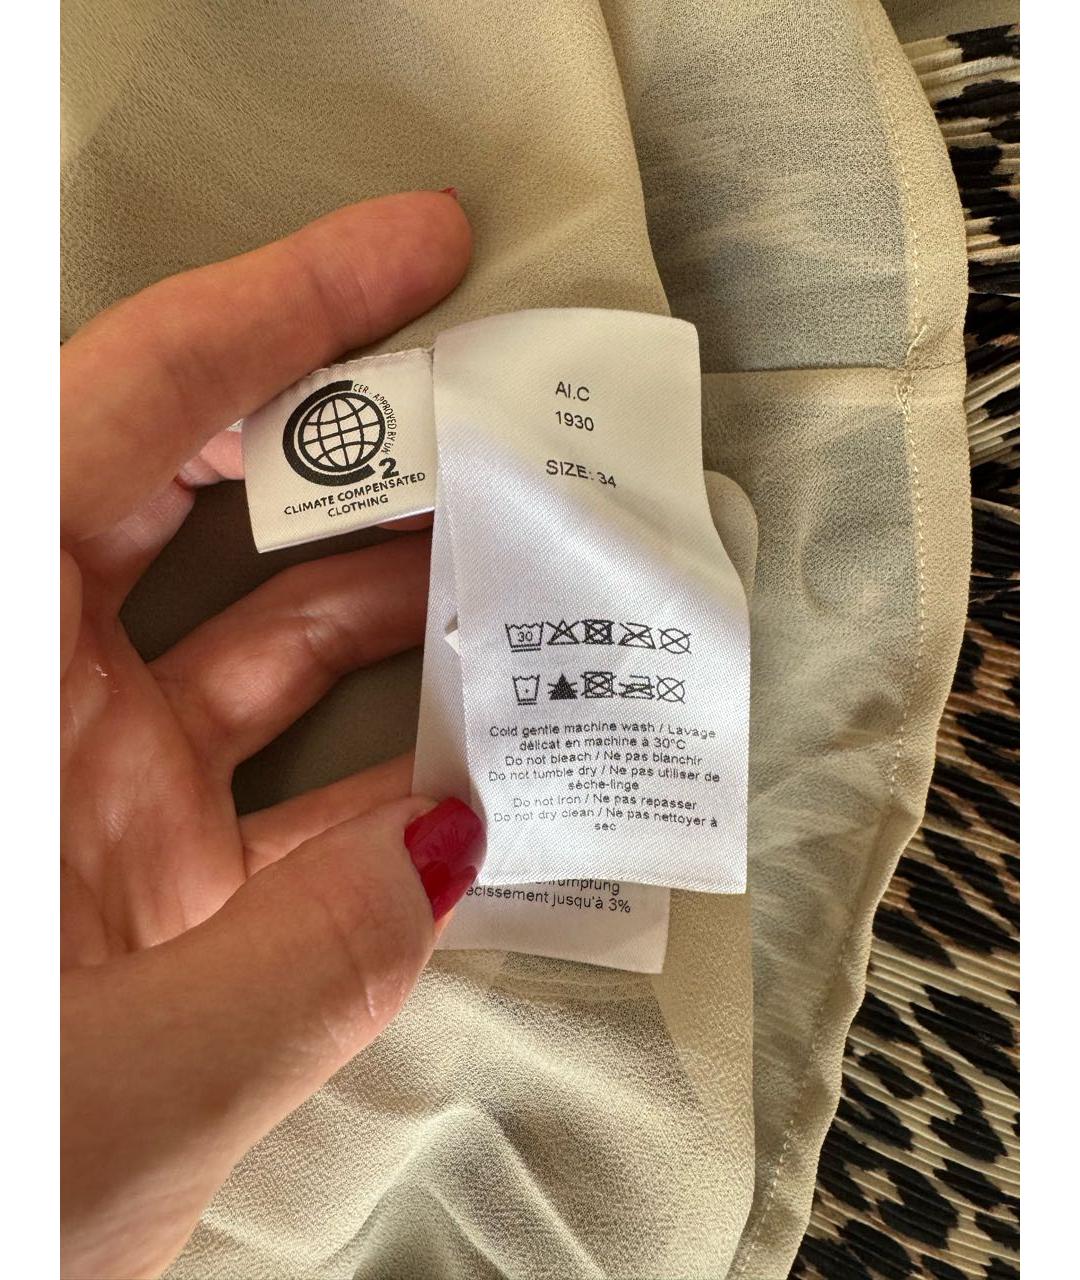 CER - APPROVED BY UN
2
CLIMATE COMPENSATED
CLOTHING
AI.C
1930
SIZE: 34
30
Cold gentle machine wash / Lavage
délicat en machine à 30°C
Do not bleach / Ne pas blanchir
Do not tumble dry / Ne pas utiliser de
sèche-linge
Do not iron / Ne pas repasser
Do not dry clean / Ne pas nettoyer à
sec
jusqu'à 3%